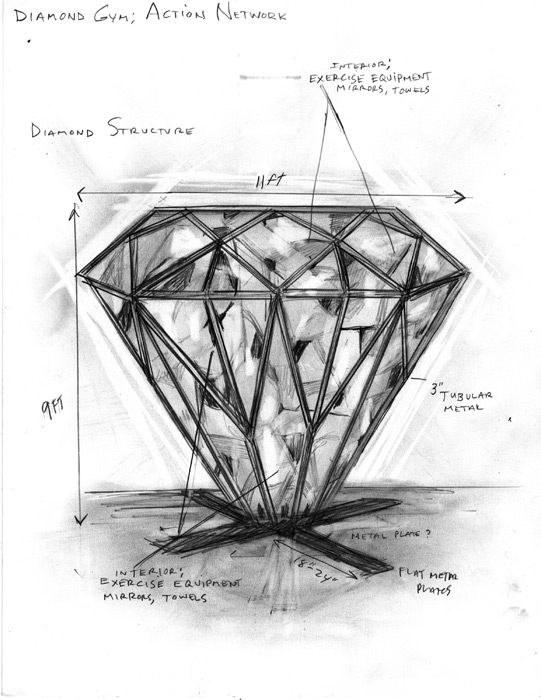 DIAMOND GYM; ACTION NETWORK
INTERIOR;
EXERCISE EQUIPMENT
MIRRORS, TOWELS
DIAMOND STRUCTURE
11ft
9FT
3" TUBULAR
METAL
METAL PLATE?
18"-24"
FLAT METAL
PLATES
INTERIOR;
EXERCISE EQUIPMENT
MIRRORS, TOWELS